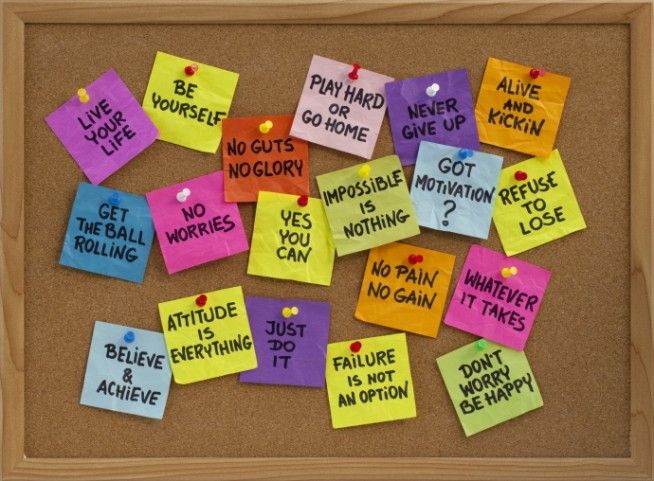 LIVE
YOUR
LIFE
BE
YOURSELF
NO GUTS
NO GLORY
PLAY HARD
OR
GO HOME
NEVER
GIVE UP
ALIVE
AND
KICKIN
GET
THE BALL
ROLLING
NO
WORRIES
YES
YOU
CAN
IMPOSSIBLE
IS
NOTHING
GOT
MOTIVATION
?
REFUSE
TO
LOSE
NO PAIN
NO GAIN
WHATEVER
IT TAKES
BELIEVE
&
ACHIEVE
ATTITUDE
IS
EVERYTHING
JUST
DO
IT
FAILURE
IS NOT
AN OPTION
DON'T
WORRY
BE HAPPY